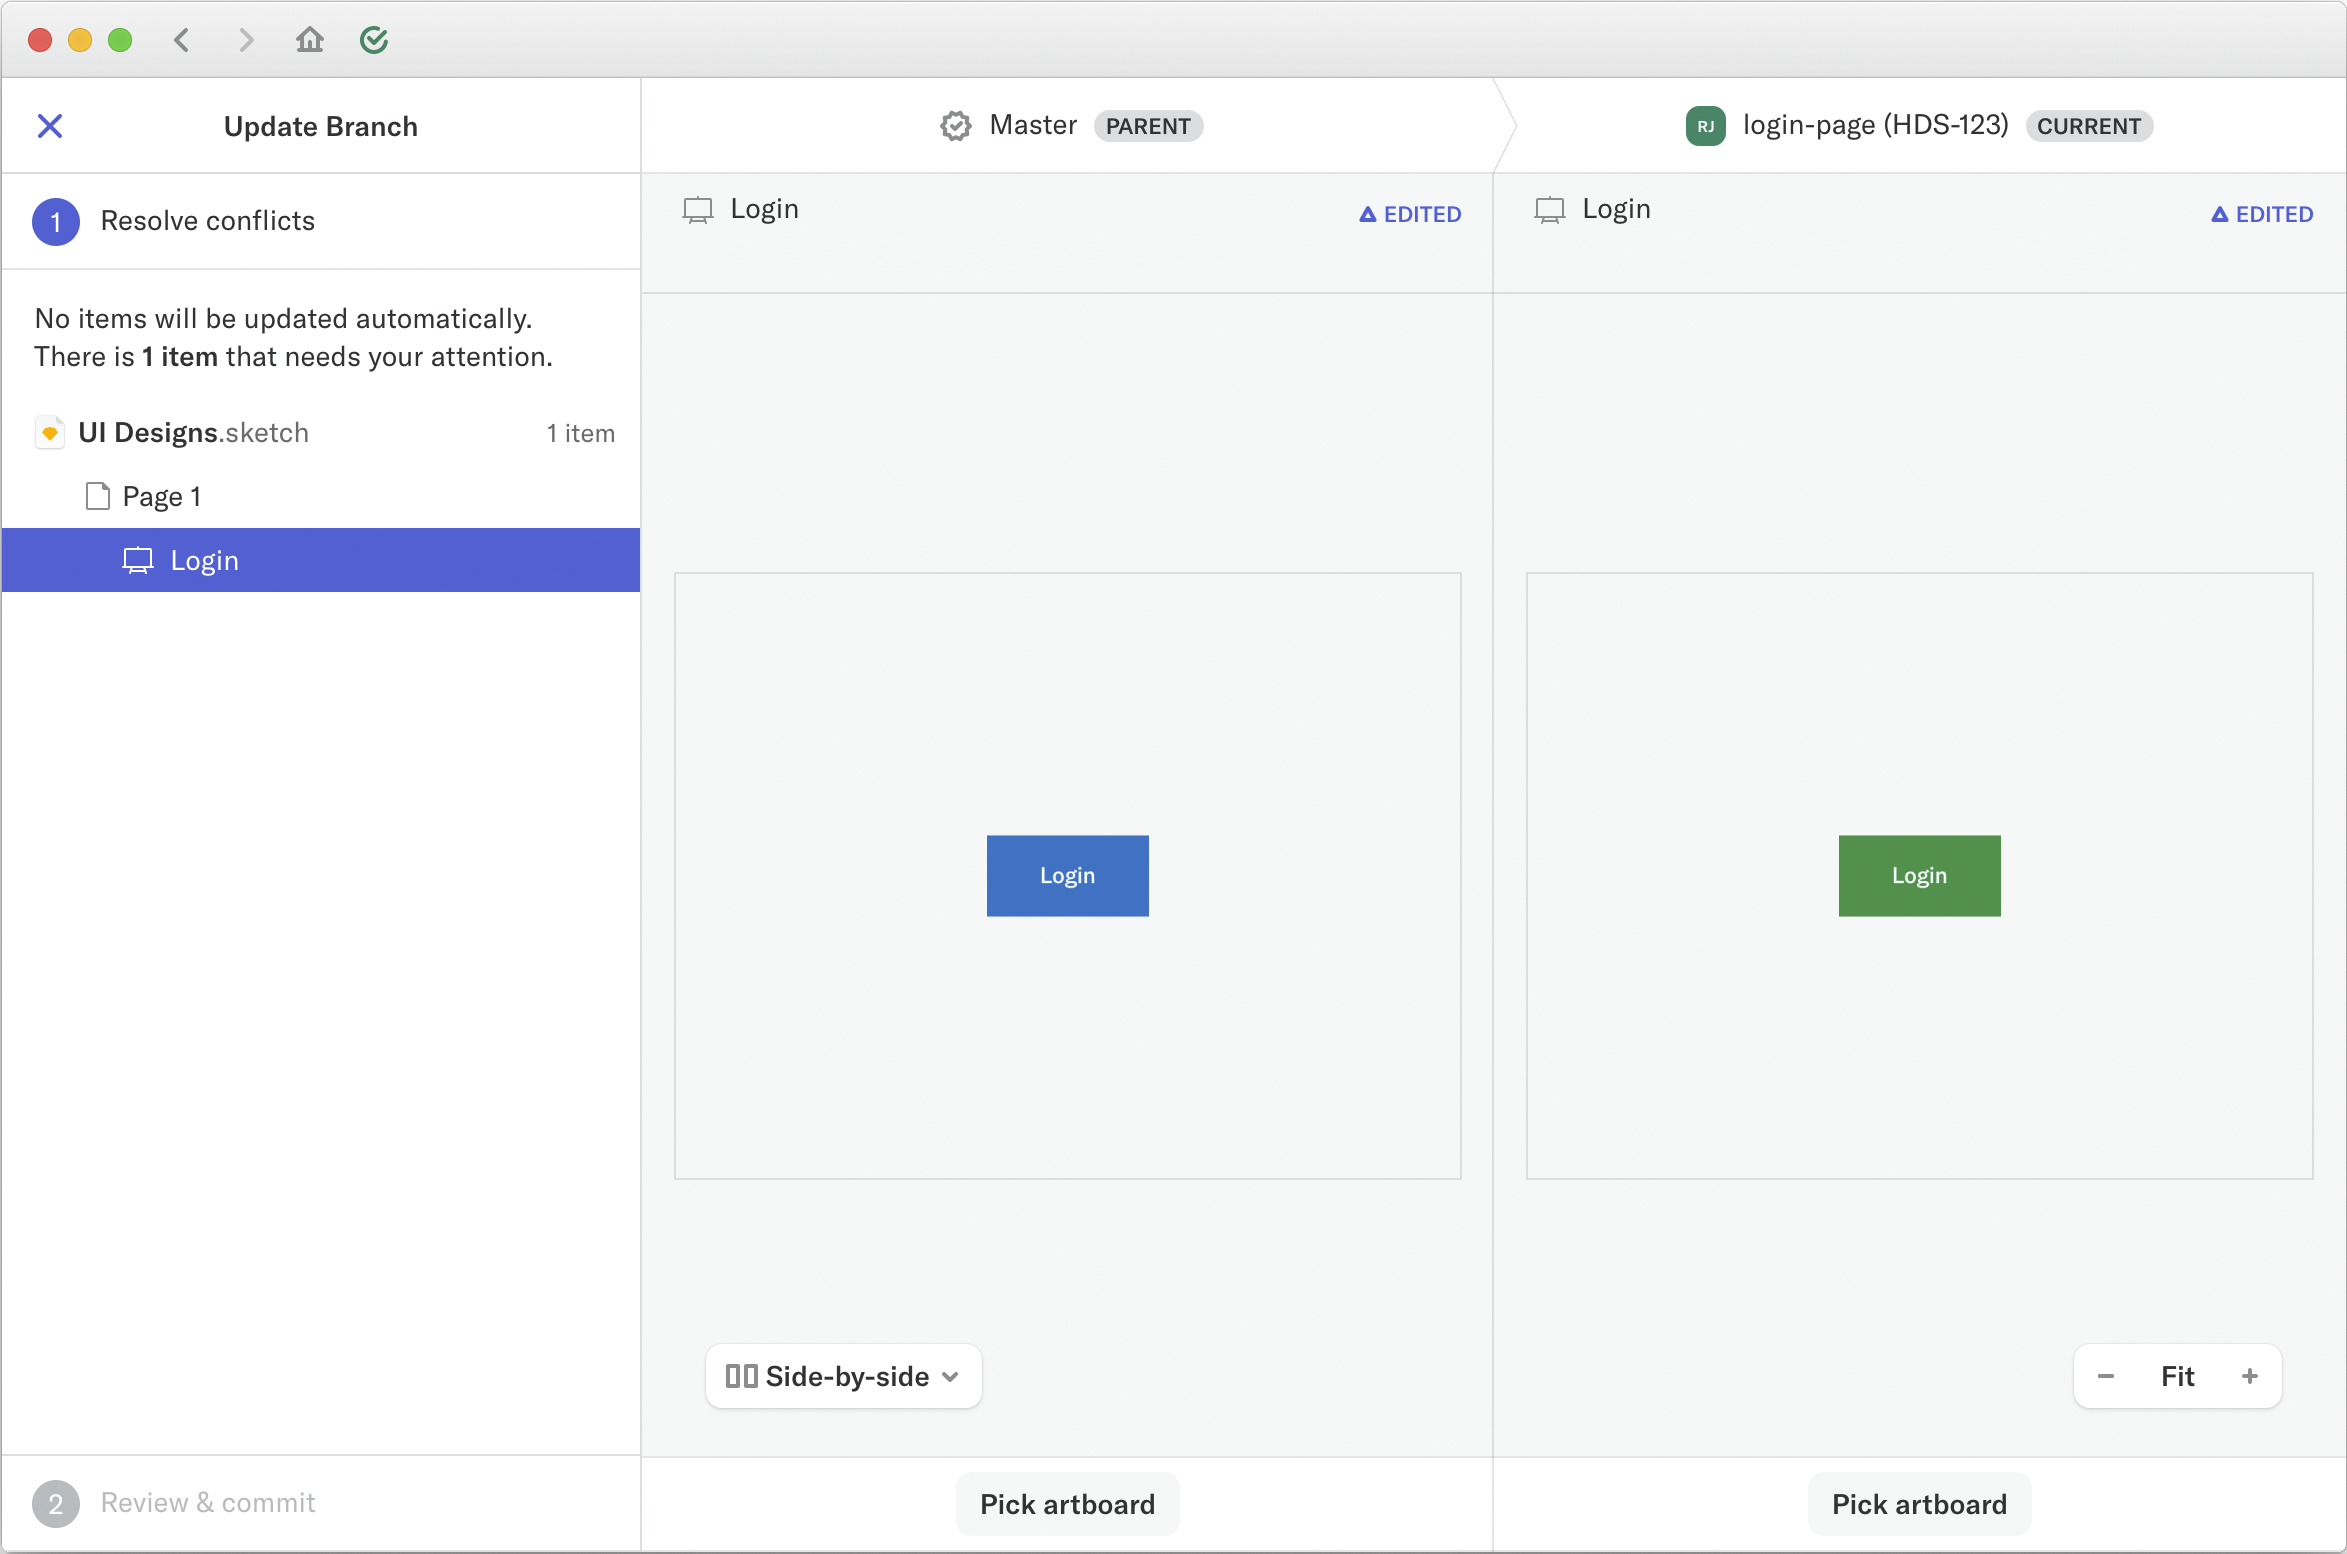 Update Branch
Master PARENT
RJ login-page (HDS-123) CURRENT
1 Resolve conflicts
No items will be updated automatically.
There is 1 item that needs your attention.
UI Designs.sketch 1 item
Page 1
Login
2 Review & commit
Login EDITED
Login
Side-by-side
Pick artboard
Login EDITED
Login
Fit
Pick artboard